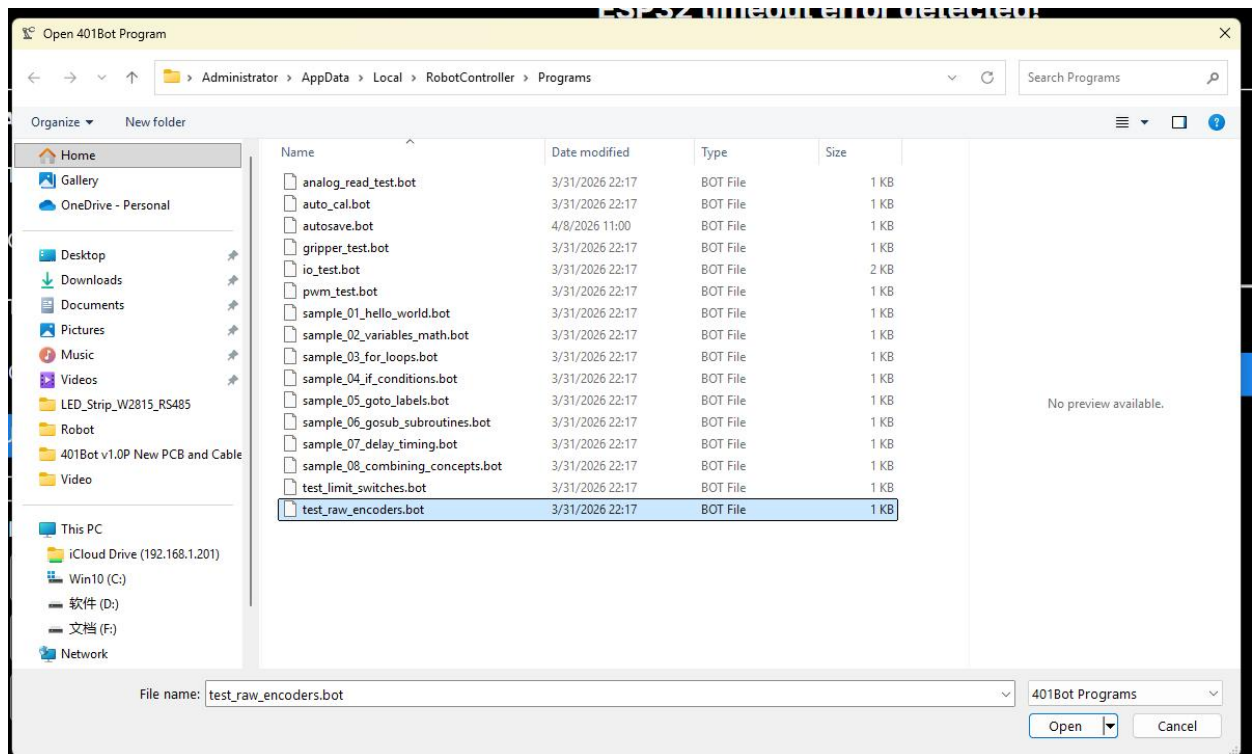 ESP32 timeout error detected!
Open 401Bot Program
Administrator > AppData > Local > RobotController > Programs
Search Programs
Organize
New folder
Home
Gallery
OneDrive - Personal
Desktop
Downloads
Documents
Pictures
Music
Videos
LED_Strip_W2815_RS485
Robot
401Bot v1.0P New PCB and Cable
Video
This PC
iCloud Drive (192.168.1.201)
Win10 (C:)
软件 (D:)
文档 (F:)
Network
Name Date modified Type Size
analog_read_test.bot 3/31/2026 22:17 BOT File 1 KB
auto_cal.bot 3/31/2026 22:17 BOT File 1 KB
autosave.bot 4/8/2026 11:00 BOT File 1 KB
gripper_test.bot 3/31/2026 22:17 BOT File 1 KB
io_test.bot 3/31/2026 22:17 BOT File 2 KB
pwm_test.bot 3/31/2026 22:17 BOT File 1 KB
sample_01_hello_world.bot 3/31/2026 22:17 BOT File 1 KB
sample_02_variables_math.bot 3/31/2026 22:17 BOT File 1 KB
sample_03_for_loops.bot 3/31/2026 22:17 BOT File 1 KB
sample_04_if_conditions.bot 3/31/2026 22:17 BOT File 1 KB
sample_05_goto_labels.bot 3/31/2026 22:17 BOT File 1 KB
sample_06_gosub_subroutines.bot 3/31/2026 22:17 BOT File 1 KB
sample_07_delay_timing.bot 3/31/2026 22:17 BOT File 1 KB
sample_08_combining_concepts.bot 3/31/2026 22:17 BOT File 1 KB
test_limit_switches.bot 3/31/2026 22:17 BOT File 1 KB
test_raw_encoders.bot 3/31/2026 22:17 BOT File 1 KB
No preview available.
File name: test_raw_encoders.bot
401Bot Programs
Open
Cancel